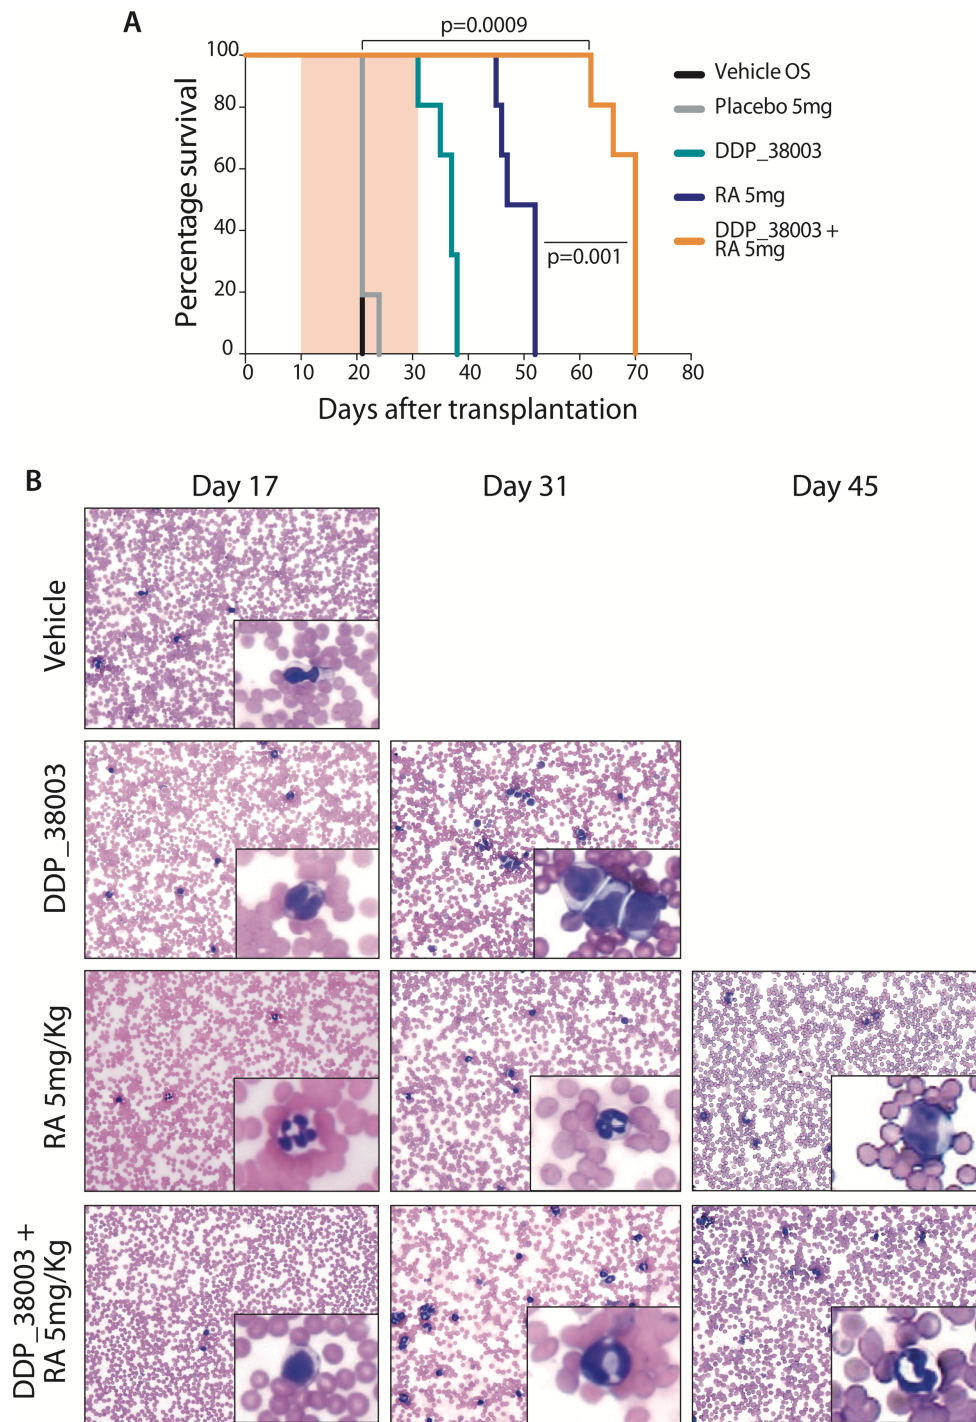 A
p=0.0009
100
80
60
40
20
0
Percentage survival
0 10 20 30 40 50 60 70 80
Days after transplantation
p=0.001
Vehicle OS
Placebo 5mg
DDP_38003
RA 5mg
DDP_38003 +
RA 5mg
B
Day 17 Day 31 Day 45
Vehicle
DDP_38003
RA 5mg/Kg
DDP_38003 +
RA 5mg/Kg